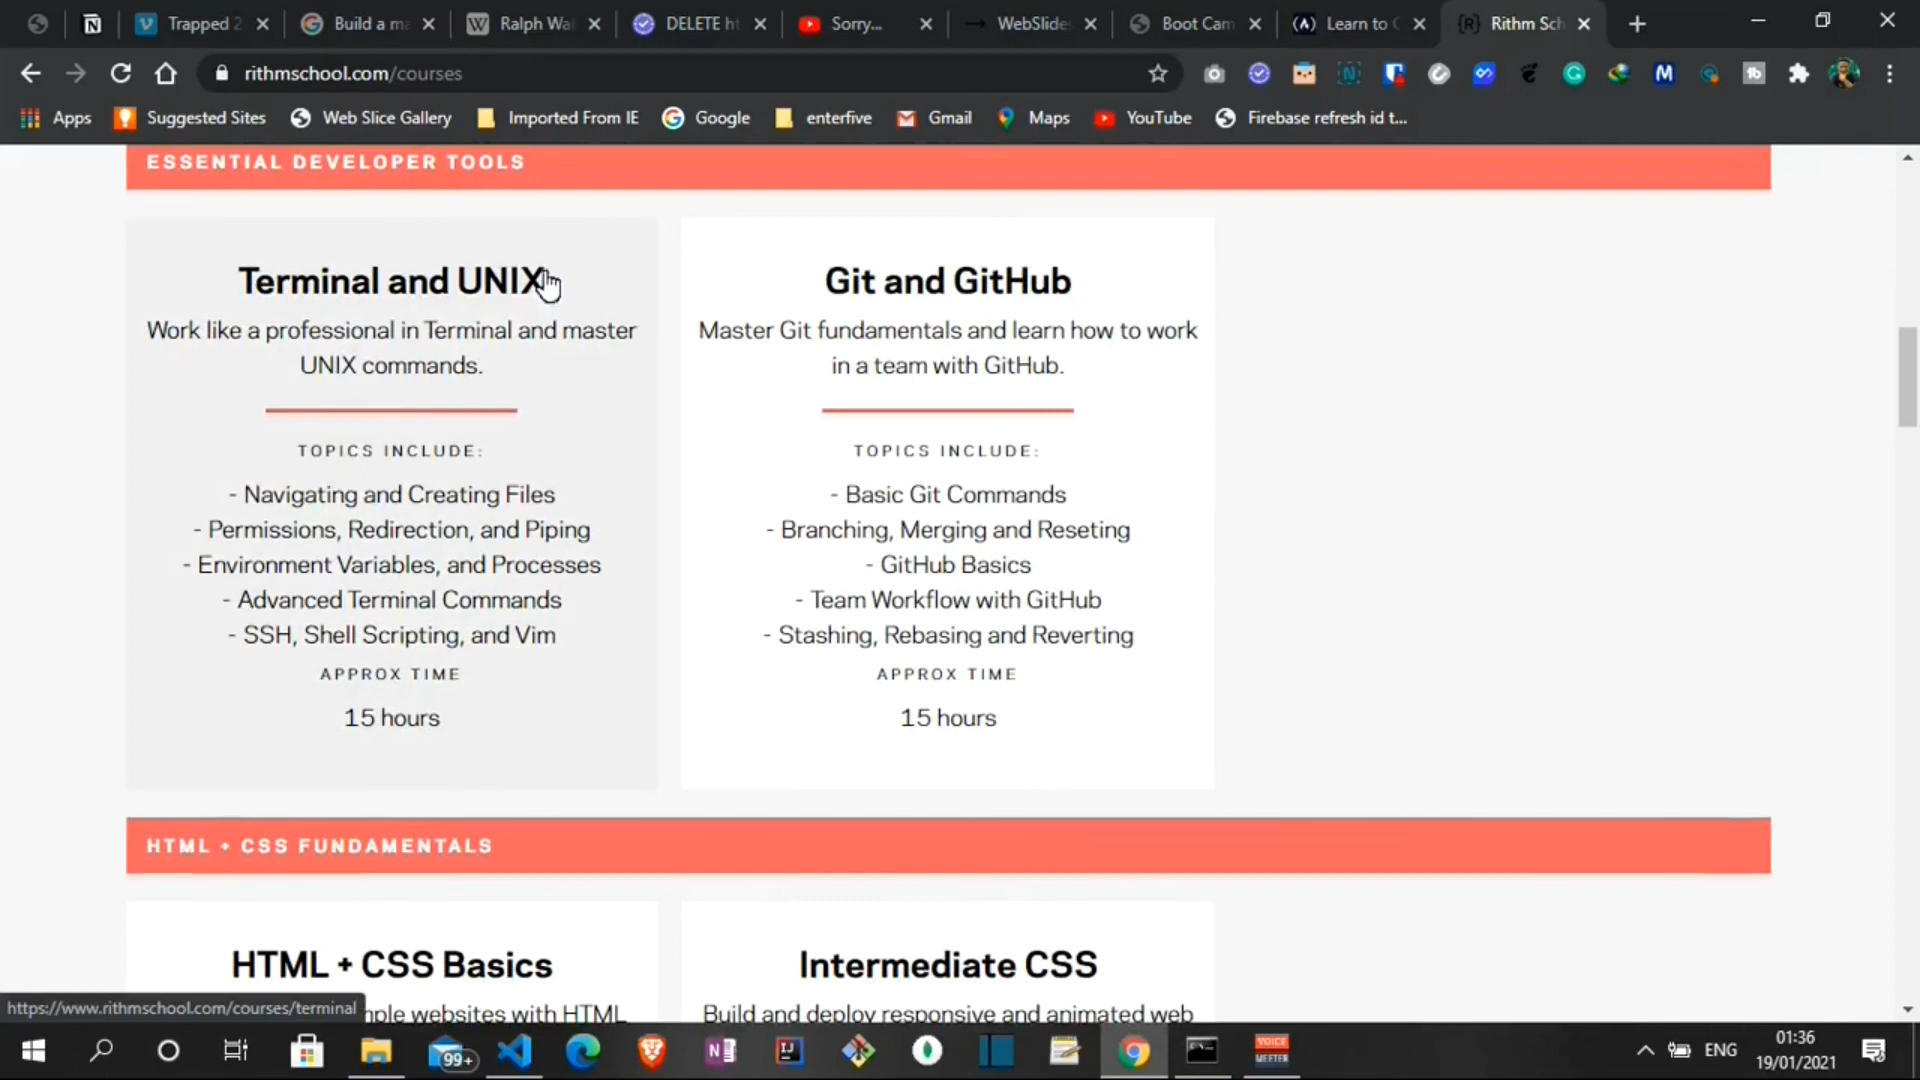 Trapped 2
Build a ma
Ralph Wal
DELETE ht
Sorry...
WebSlide
Boot Cam
(A) Learn to C
{R} Rithm Sch
rithmschool.com/courses
Apps
Suggested Sites
Web Slice Gallery
Imported From IE
Google
enterfive
Gmail
Maps
YouTube
Firebase refresh id t...
ESSENTIAL DEVELOPER TOOLS
Terminal and UNIX
Work like a professional in Terminal and master
UNIX commands.
TOPICS INCLUDE:
- Navigating and Creating Files
- Permissions, Redirection, and Piping
- Environment Variables, and Processes
- Advanced Terminal Commands
- SSH, Shell Scripting, and Vim
APPROX TIME
15 hours
Git and GitHub
Master Git fundamentals and learn how to work
in a team with GitHub.
TOPICS INCLUDE:
- Basic Git Commands
- Branching, Merging and Reseting
- GitHub Basics
- Team Workflow with GitHub
- Stashing, Rebasing and Reverting
APPROX TIME
15 hours
HTML + CSS FUNDAMENTALS
HTML + CSS Basics
mple websites with HTML
Intermediate CSS
Build and deploy responsive and animated web
https://www.rithmschool.com/courses/terminal
99+
VOICE
MEETER
ENG
01:36
19/01/2021